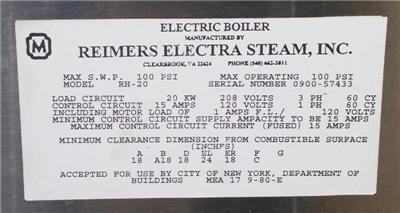 ELECTRIC BOILER
M
MANUFACTURED BY
REIMERS ELECTRA STEAM, INC.
CLEARBROOK, VA 22624 PHONE (540) 662-3811
MAX S.W.P. 100 PSI MAX OPERATING 100 PSI
MODEL RH-20 SERIAL NUMBER 0900-57433
LOAD CIRCUIT 20 KW 208 VOLTS 3 PH 60 CY
CONTROL CIRCUIT 15 AMPS 120 VOLTS 1 PH 60 CY
INCLUDING MOTOR LOAD OF 1 AMPS F.L./ 120 VOLTS
MINIMUM CONTROL CIRCUIT SUPPLY AMPACITY TO BE 15 AMPS
MAXIMUM CONTROL CIRCUIT CURRENT (FUSED) 15 AMPS
MINIMUM CLEARANCE DIMENSION FROM COMBUSTIBLE SURFACE
(INCHFS)
A B D EL ER F G
18 A18 18 24 18 C
ACCEPTED FOR USE BY CITY OF NEW YORK, DEPARTMENT OF
BUILDINGS MEA 17 9-80-E